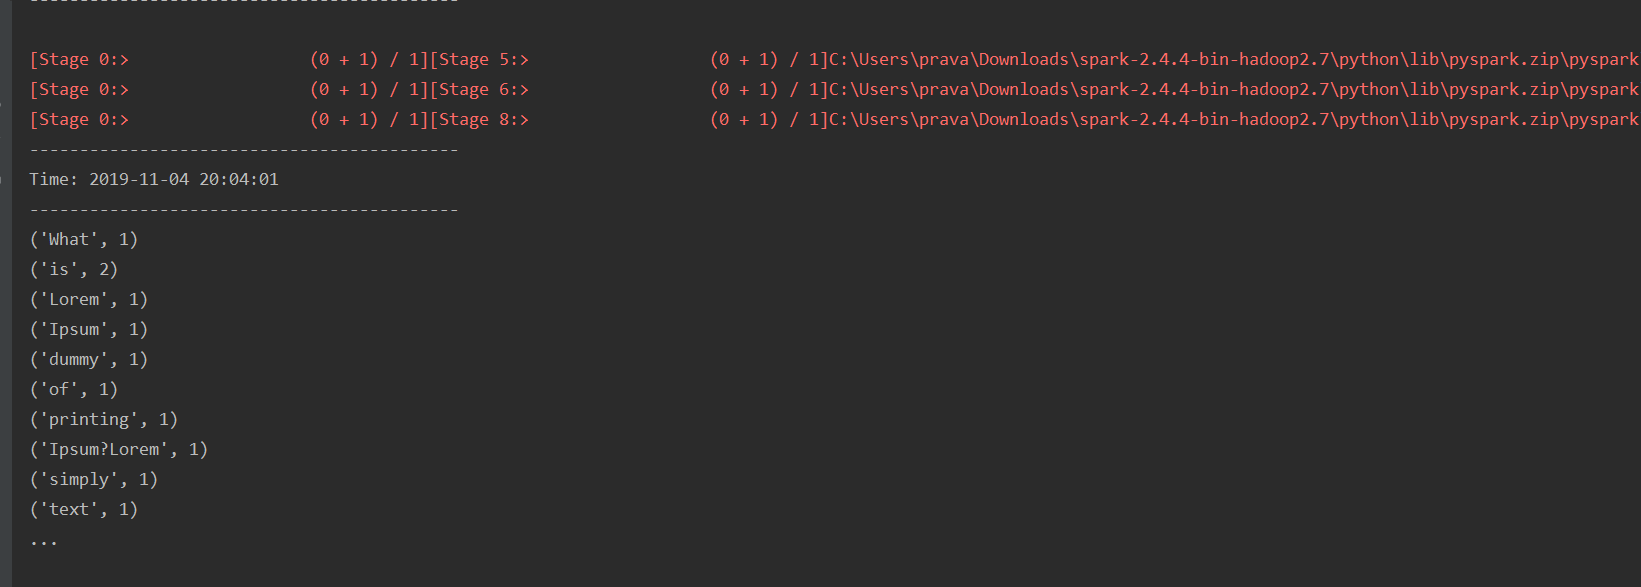 -------------------------------------------
[Stage 0:>                  (0 + 1) / 1][Stage 5:>                  (0 + 1) / 1]C:\Users\prava\Downloads\spark-2.4.4-bin-hadoop2.7\python\lib\pyspark.zip\pyspark
[Stage 0:>                  (0 + 1) / 1][Stage 6:>                  (0 + 1) / 1]C:\Users\prava\Downloads\spark-2.4.4-bin-hadoop2.7\python\lib\pyspark.zip\pyspark
[Stage 0:>                  (0 + 1) / 1][Stage 8:>                  (0 + 1) / 1]C:\Users\prava\Downloads\spark-2.4.4-bin-hadoop2.7\python\lib\pyspark.zip\pyspark
-------------------------------------------
Time: 2019-11-04 20:04:01
-------------------------------------------
('What', 1)
('is', 2)
('Lorem', 1)
('Ipsum', 1)
('dummy', 1)
('of', 1)
('printing', 1)
('Ipsum?Lorem', 1)
('simply', 1)
('text', 1)
...